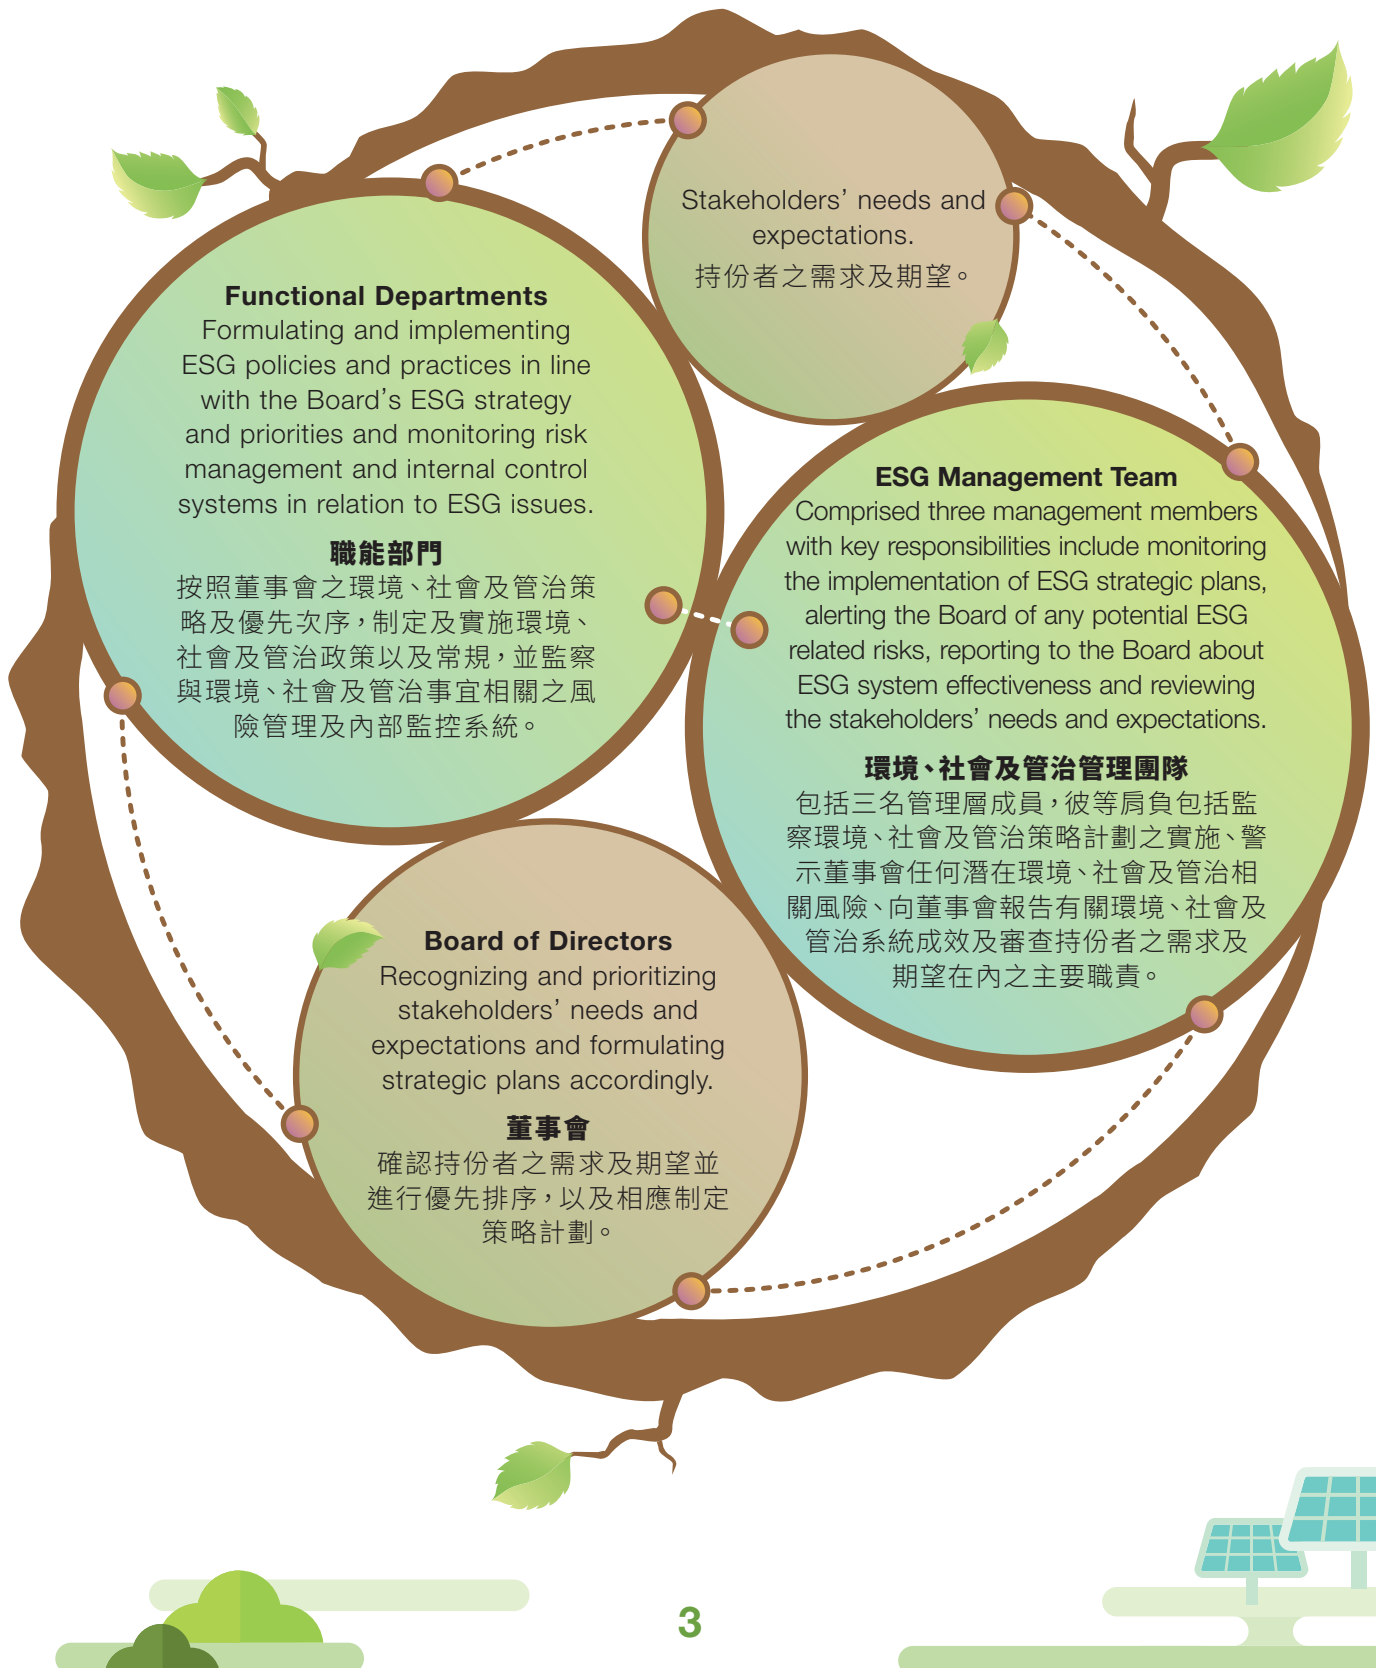 Stakeholders’ needs and
expectations.
持份者之需求及期望。
Functional Departments
Formulating and implementing
ESG policies and practices in line
with the Board’s ESG strategy
and priorities and monitoring risk
management and internal control
systems in relation to ESG issues.
職能部門
按照董事會之環境、社會及管治策
略及優先次序，制定及實施環境、
社會及管治政策以及常規，並監察
與環境、社會及管治事宜相關之風
險管理及內部監控系統。
ESG Management Team
Comprised three management members
with key responsibilities include monitoring
the implementation of ESG strategic plans,
alerting the Board of any potential ESG
related risks, reporting to the Board about
ESG system effectiveness and reviewing
the stakeholders’ needs and expectations.
環境、社會及管治管理團隊
包括三名管理層成員，彼等肩負包括監
察環境、社會及管治策略計劃之實施、警
示董事會任何潛在環境、社會及管治相
關風險、向董事會報告有關環境、社會及
管治系統成效及審查持份者之需求及
期望在內之主要職責。
Board of Directors
Recognizing and prioritizing
stakeholders’ needs and
expectations and formulating
strategic plans accordingly.
董事會
確認持份者之需求及期望並
進行優先排序，以及相應制定
策略計劃。
3